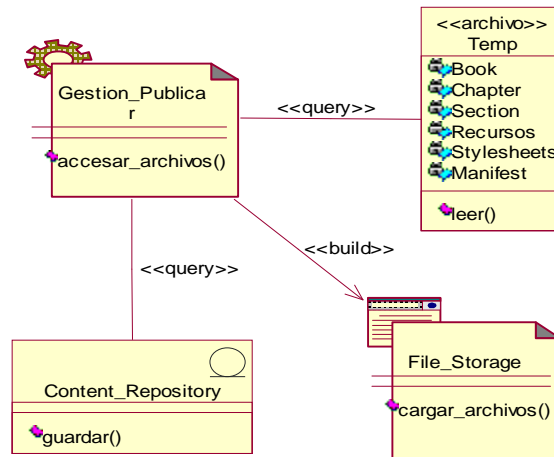 <<archivo>>
Temp
Book
Chapter
Section
Recursos
Stylesheets
Manifest
leer()
Gestion_Publica
r
accesar_archivos()
<<query>>
<<build>>
<<query>>
Content_Repository
guardar()
File_Storage
cargar_archivos()